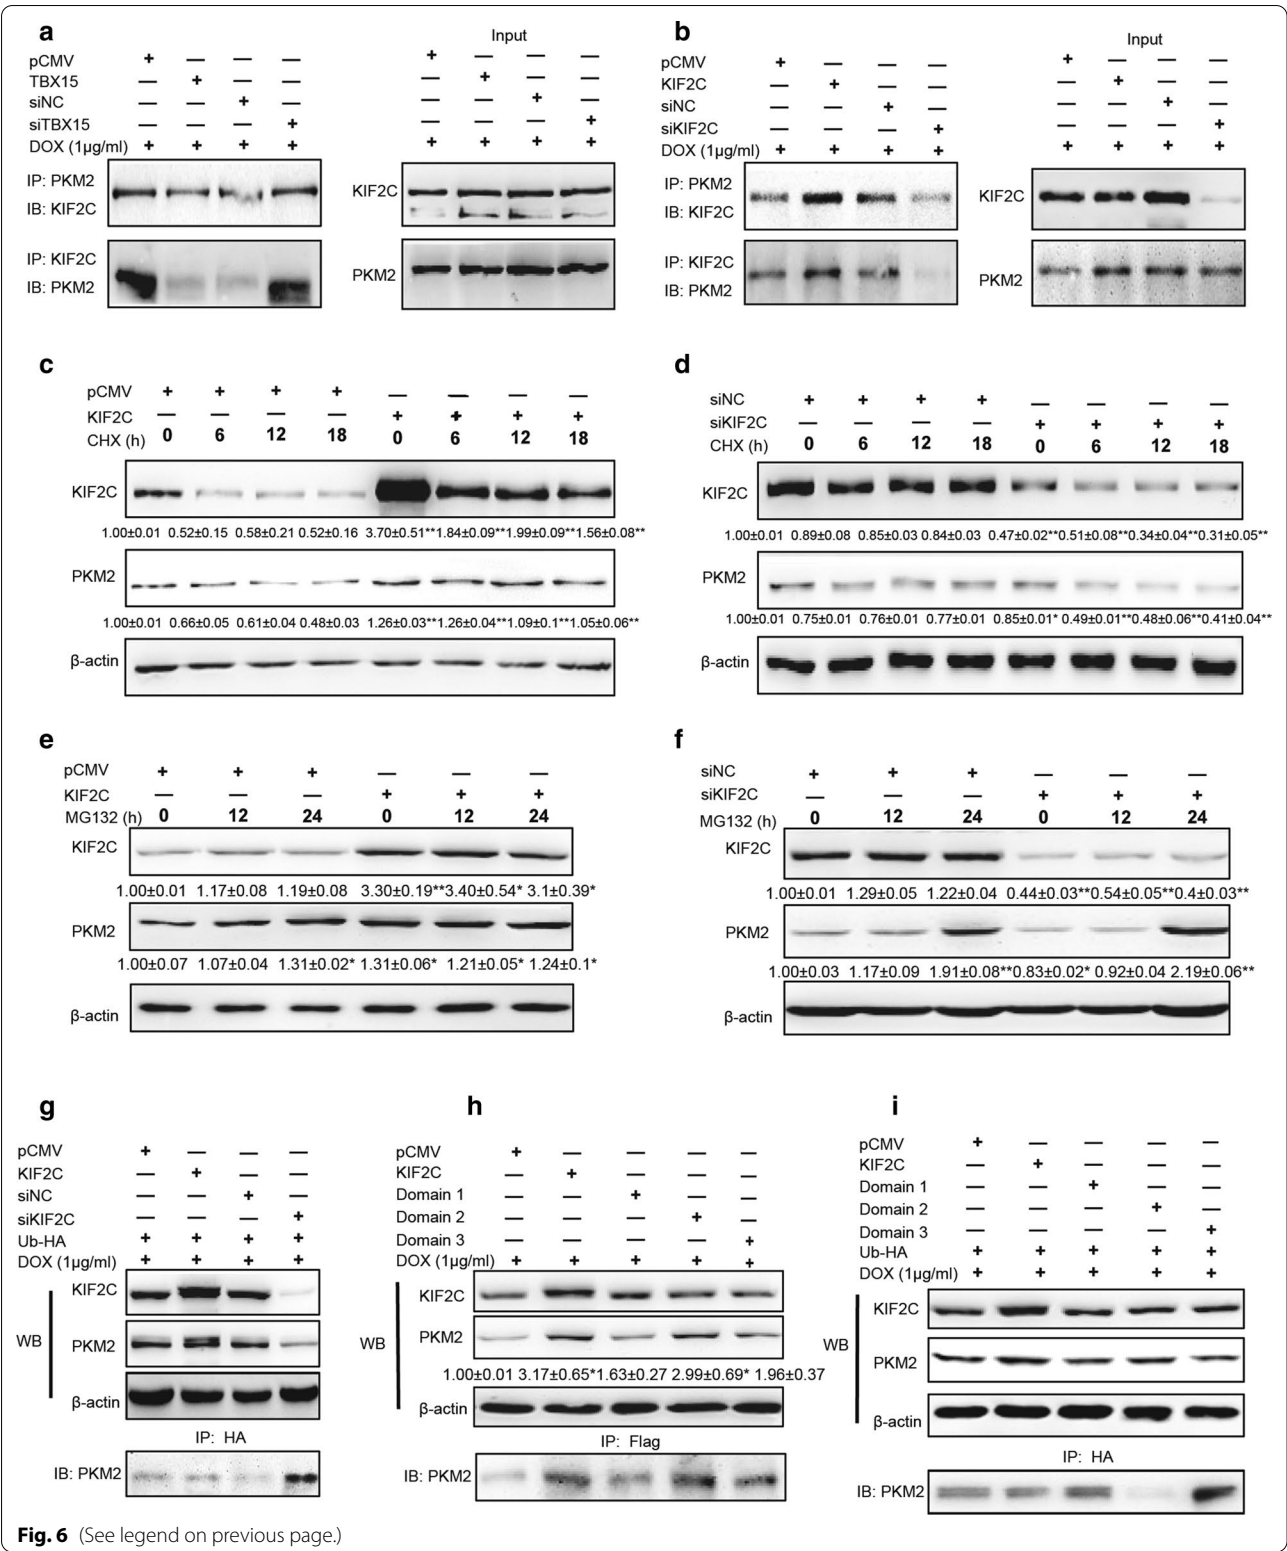 a
Input
pCMV + — — — + — — —
TBX15 — + — — — + — —
siNC — — + — — — + —
siTBX15 — — — + — — — +
DOX (1µg/ml) + + + + + + + +
IP: PKM2
IB: KIF2C
KIF2C
IP: KIF2C
IB: PKM2
PKM2
b
Input
pCMV + — — — + — — —
KIF2C — + — — — + — —
siNC — — + — — — + —
siKIF2C — — — + — — — +
DOX (1µg/ml) + + + + + + + +
IP: PKM2
IB: KIF2C
KIF2C
IP: KIF2C
IB: PKM2
PKM2
c
pCMV + + + + — — — —
KIF2C — — — — + + + +
CHX (h) 0 6 12 18 0 6 12 18
KIF2C
1.00±0.01 0.52±0.15 0.58±0.21 0.52±0.16 3.70±0.51** 1.84±0.09** 1.99±0.09** 1.56±0.08**
PKM2
1.00±0.01 0.66±0.05 0.61±0.04 0.48±0.03 1.26±0.03** 1.26±0.04** 1.09±0.1** 1.05±0.06**
β-actin
d
siNC + + + + — — — —
siKIF2C — — — — + + + +
CHX (h) 0 6 12 18 0 6 12 18
KIF2C
1.00±0.01 0.89±0.08 0.85±0.03 0.84±0.03 0.47±0.02** 0.51±0.08** 0.34±0.04** 0.31±0.05**
PKM2
1.00±0.01 0.75±0.01 0.76±0.01 0.77±0.01 0.85±0.01* 0.49±0.01** 0.48±0.06** 0.41±0.04**
β-actin
e
pCMV + + + — — —
KIF2C — — — + + +
MG132 (h) 0 12 24 0 12 24
KIF2C
1.00±0.01 1.17±0.08 1.19±0.08 3.30±0.19** 3.40±0.54* 3.1±0.39*
PKM2
1.00±0.07 1.07±0.04 1.31±0.02* 1.31±0.06* 1.21±0.05* 1.24±0.1*
β-actin
f
siNC + + + — — —
siKIF2C — — — + + +
MG132 (h) 0 12 24 0 12 24
KIF2C
1.00±0.01 1.29±0.05 1.22±0.04 0.44±0.03** 0.54±0.05** 0.4±0.03**
PKM2
1.00±0.03 1.17±0.09 1.91±0.08** 0.83±0.02* 0.92±0.04 2.19±0.06**
β-actin
g
pCMV + — — —
KIF2C — + — —
siNC — — + —
siKIF2C — — — +
Ub-HA + + + +
DOX (1µg/ml) + + + +
KIF2C
WB
PKM2
β-actin
IP: HA
IB: PKM2
h
pCMV + — — — —
KIF2C — + — — —
Domain 1 — — + — —
Domain 2 — — — + —
Domain 3 — — — — +
DOX (1µg/ml) + + + + +
KIF2C
WB
PKM2
1.00±0.01 3.17±0.65* 1.63±0.27 2.99±0.69* 1.96±0.37
β-actin
IP: Flag
IB: PKM2
i
pCMV + — — — —
KIF2C — + — — —
Domain 1 — — + — —
Domain 2 — — — + —
Domain 3 — — — — +
Ub-HA + + + + +
DOX (1µg/ml) + + + + +
KIF2C
WB
PKM2
β-actin
IP: HA
IB: PKM2
Fig. 6 (See legend on previous page.)